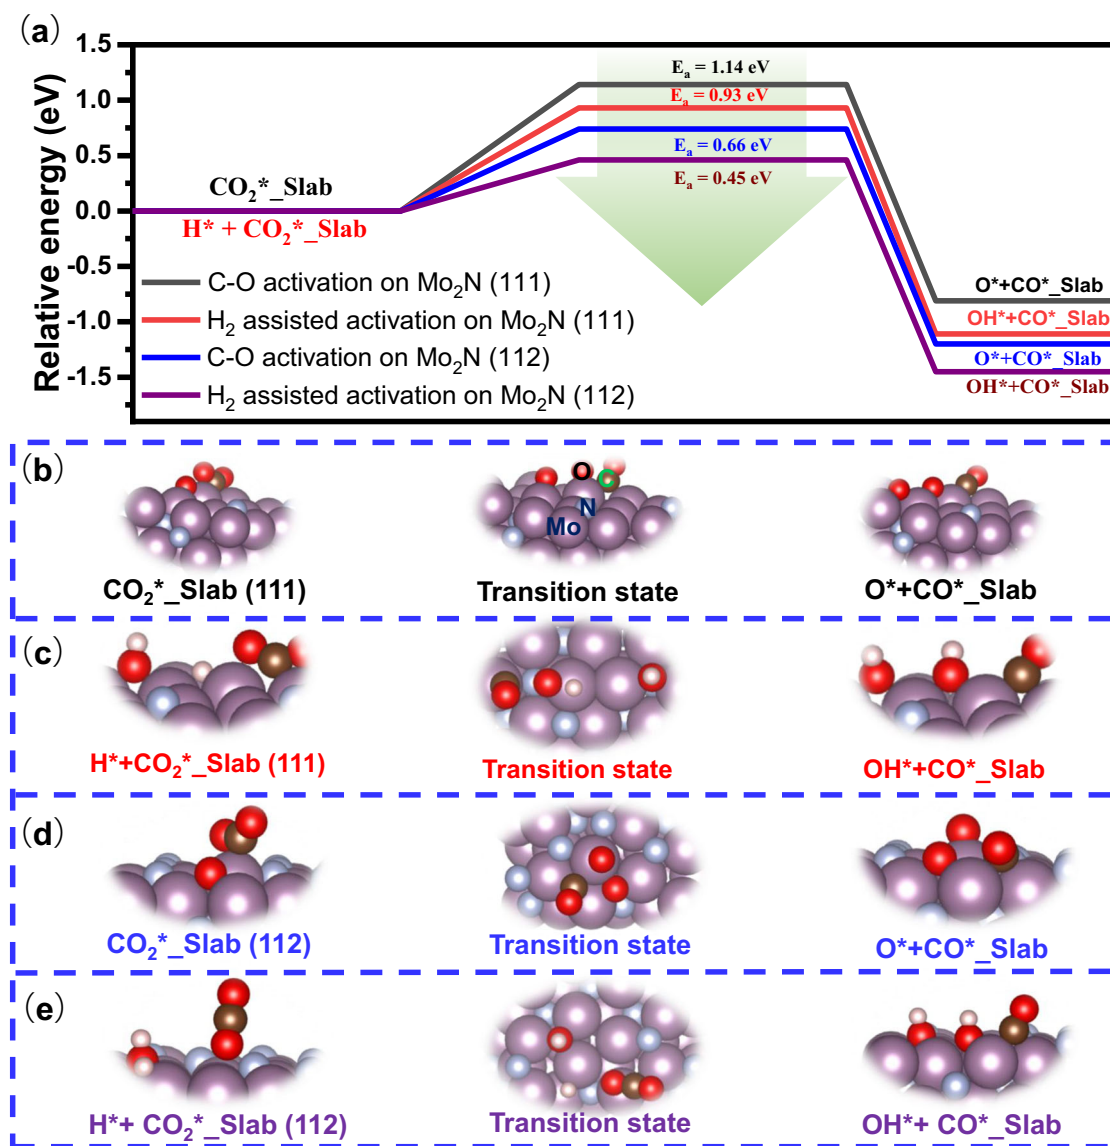 (a)
Relative energy (eV)
1.5
1.0
0.5
0.0
-0.5
-1.0
-1.5
Eₐ = 1.14 eV
Eₐ = 0.93 eV
Eₐ = 0.66 eV
Eₐ = 0.45 eV
CO₂*_Slab
H* + CO₂*_Slab
C-O activation on Mo₂N (111)
H₂ assisted activation on Mo₂N (111)
C-O activation on Mo₂N (112)
H₂ assisted activation on Mo₂N (112)
O*+CO*_Slab
OH*+CO*_Slab
O*+CO*_Slab
OH*+CO*_Slab
(b)
O
C
N
Mo
CO₂*_Slab (111)
Transition state
O*+CO*_Slab
(c)
H*+CO₂*_Slab (111)
Transition state
OH*+CO*_Slab
(d)
CO₂*_Slab (112)
Transition state
O*+CO*_Slab
(e)
H*+ CO₂*_Slab (112)
Transition state
OH*+ CO*_Slab